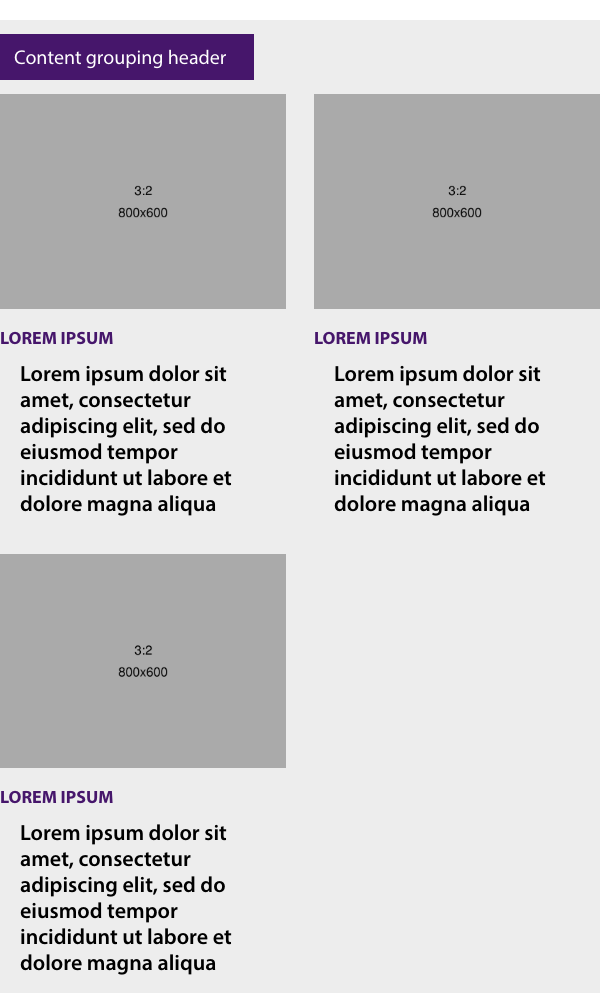 Content grouping header
3:2
800x600
LOREM IPSUM
Lorem ipsum dolor sit
amet, consectetur
adipiscing elit, sed do
eiusmod tempor
incididunt ut labore et
dolore magna aliqua
3:2
800x600
LOREM IPSUM
Lorem ipsum dolor sit
amet, consectetur
adipiscing elit, sed do
eiusmod tempor
incididunt ut labore et
dolore magna aliqua
3:2
800x600
LOREM IPSUM
Lorem ipsum dolor sit
amet, consectetur
adipiscing elit, sed do
eiusmod tempor
incididunt ut labore et
dolore magna aliqua